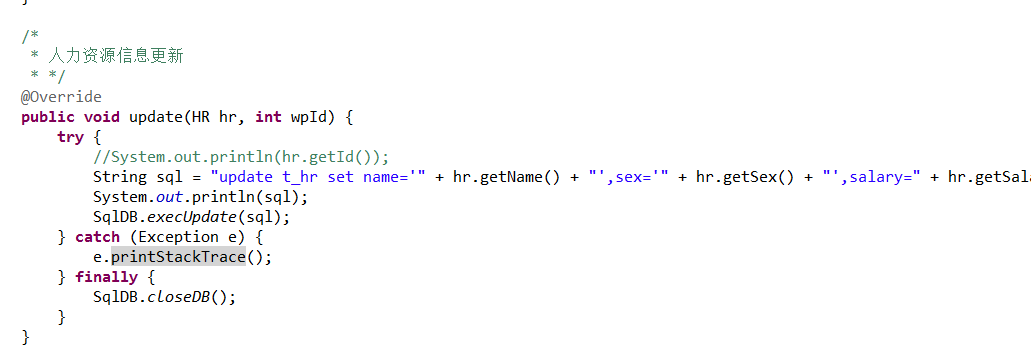 }
/*
 * 人力资源信息更新
 * */
@Override
public void update(HR hr, int wpId) {
    try {
        //System.out.println(hr.getId());
        String sql = "update t_hr set name='" + hr.getName() + "',sex='" + hr.getSex() + "',salary=" + hr.getSala
        System.out.println(sql);
        SqlDB.execUpdate(sql);
    } catch (Exception e) {
        e.printStackTrace();
    } finally {
        SqlDB.closeDB();
    }
}